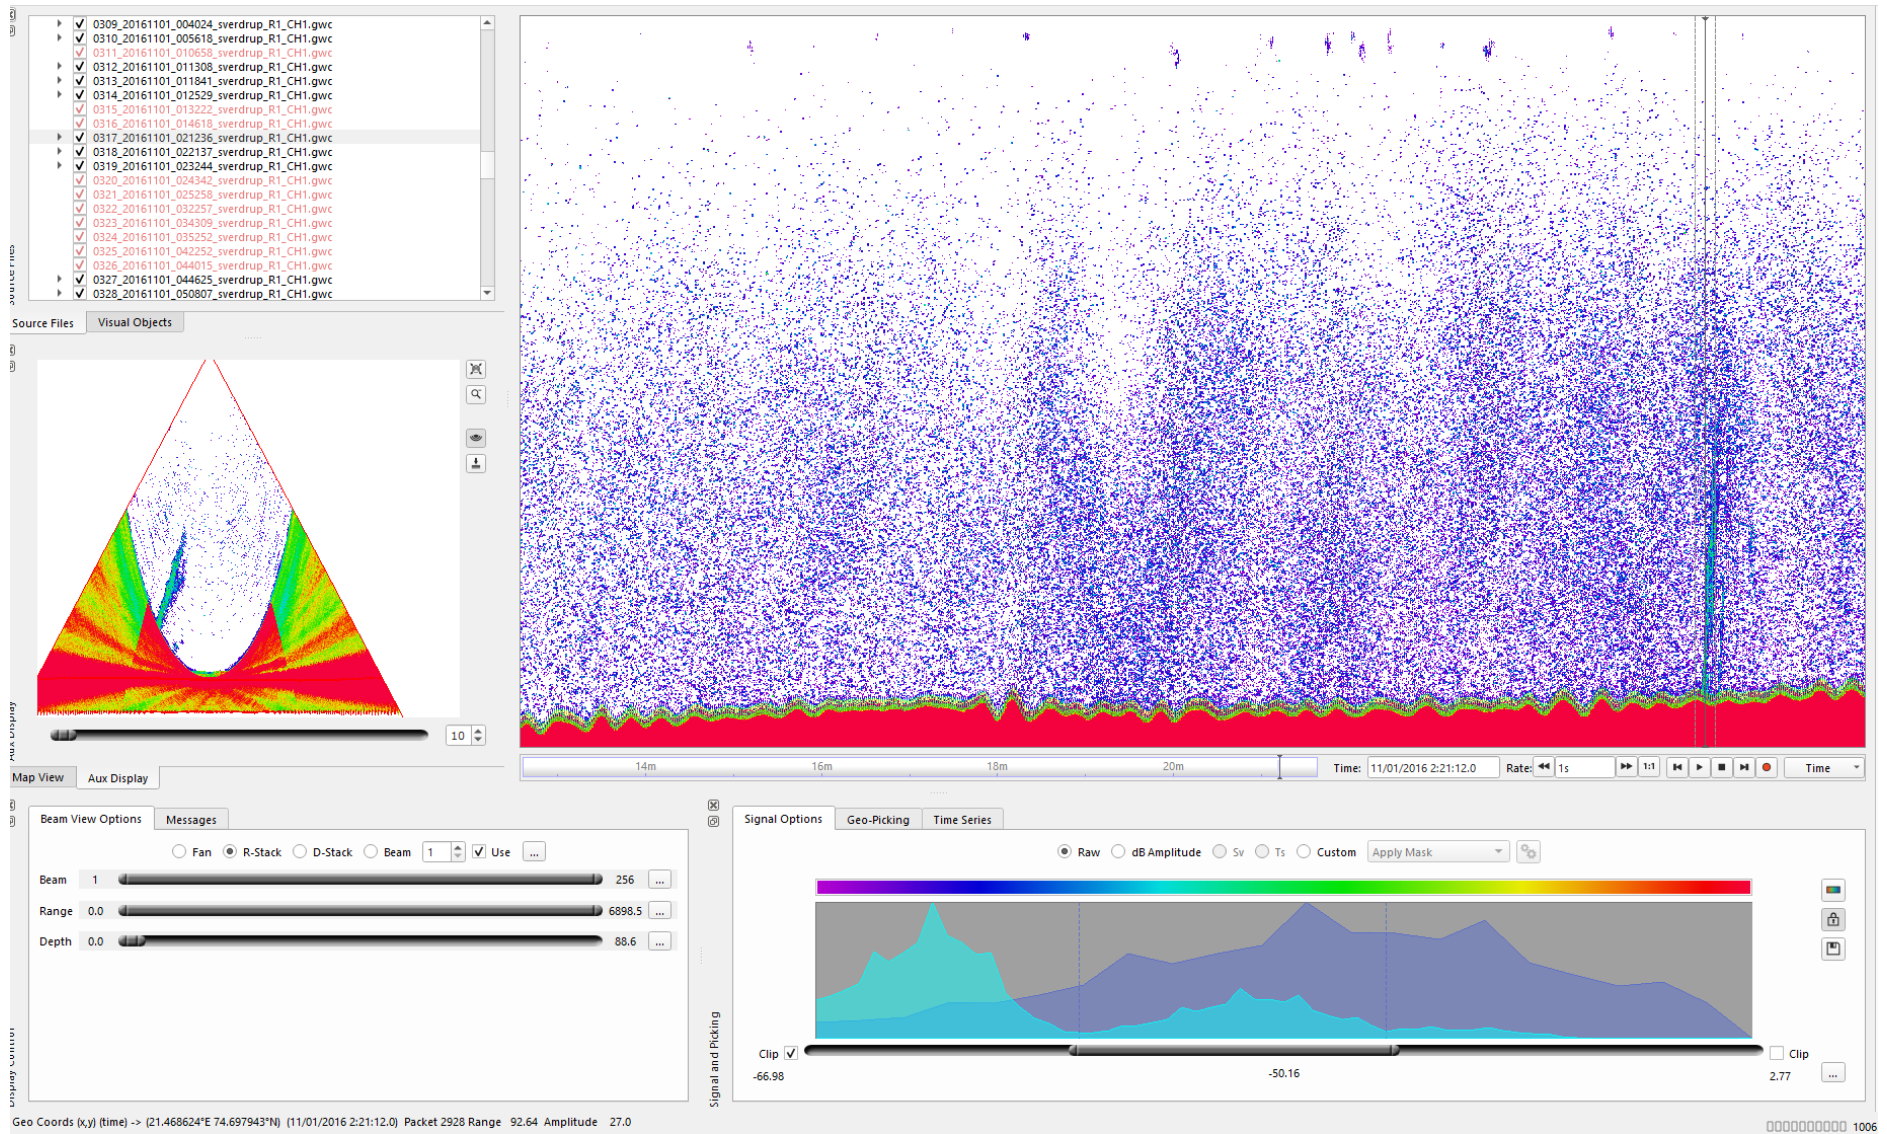 0309_20161101_004024_sverdrup_R1_CH1.gwc
0310_20161101_005618_sverdrup_R1_CH1.gwc
0311_20161101_010658_sverdrup_R1_CH1.gwc
0312_20161101_011308_sverdrup_R1_CH1.gwc
0313_20161101_011841_sverdrup_R1_CH1.gwc
0314_20161101_012529_sverdrup_R1_CH1.gwc
0315_20161101_013222_sverdrup_R1_CH1.gwc
0316_20161101_014618_sverdrup_R1_CH1.gwc
0317_20161101_021236_sverdrup_R1_CH1.gwc
0318_20161101_022137_sverdrup_R1_CH1.gwc
0319_20161101_023244_sverdrup_R1_CH1.gwc
0320_20161101_024342_sverdrup_R1_CH1.gwc
0321_20161101_025258_sverdrup_R1_CH1.gwc
0322_20161101_032257_sverdrup_R1_CH1.gwc
0323_20161101_034309_sverdrup_R1_CH1.gwc
0324_20161101_035252_sverdrup_R1_CH1.gwc
0325_20161101_042252_sverdrup_R1_CH1.gwc
0326_20161101_044015_sverdrup_R1_CH1.gwc
0327_20161101_044625_sverdrup_R1_CH1.gwc
0328_20161101_050807_sverdrup_R1_CH1.gwc
Source Files Visual Objects
Aux Display
10
Map View Aux Display
14m 16m 18m 20m
Time: 11/01/2016 2:21:12.0 Rate: 1s 1:1 Time
Beam View Options Messages
Fan R-Stack D-Stack Beam 1 Use ...
Beam 1 256 ...
Range 0.0 6898.5 ...
Depth 0.0 88.6 ...
Display Control
Signal Options Geo-Picking Time Series
Raw dB Amplitude Sv Ts Custom Apply Mask
Signal and Picking
Clip Clip
-66.98 -50.16 2.77 ...
Geo Coords (x,y) (time) -> (21.468624°E 74.697943°N) (11/01/2016 2:21:12.0) Packet 2928 Range 92.64 Amplitude 27.0
1006